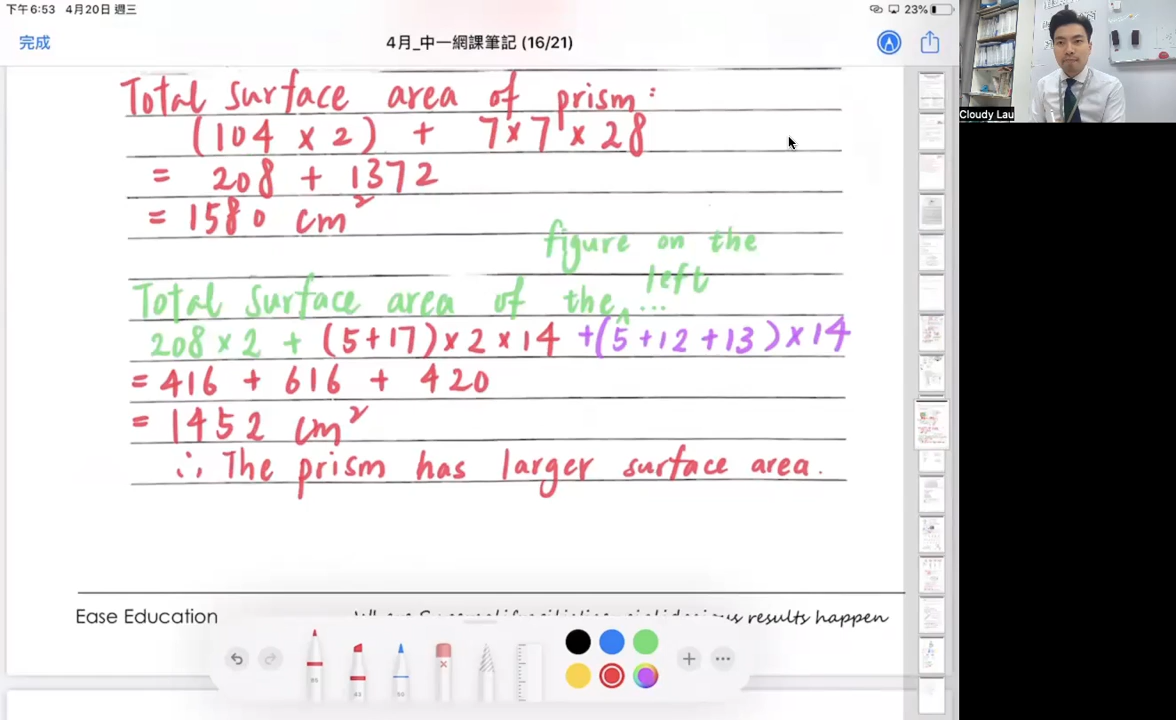 下午6:53 4月20日 週三
23%
完成
4月_中一網課筆記 (16/21)
Cloudy Lau
Total surface area of prism:
(104 × 2) + 7×7 × 28
= 208 + 1372
= 1580 cm²
figure on the
left
Total surface area of the ^ ...
208 × 2 + (5+17) × 2 × 14 + (5 + 12 + 13) × 14
= 416 + 616 + 420
= 1452 cm²
∴ The prism has larger surface area.
Ease Education
results happen